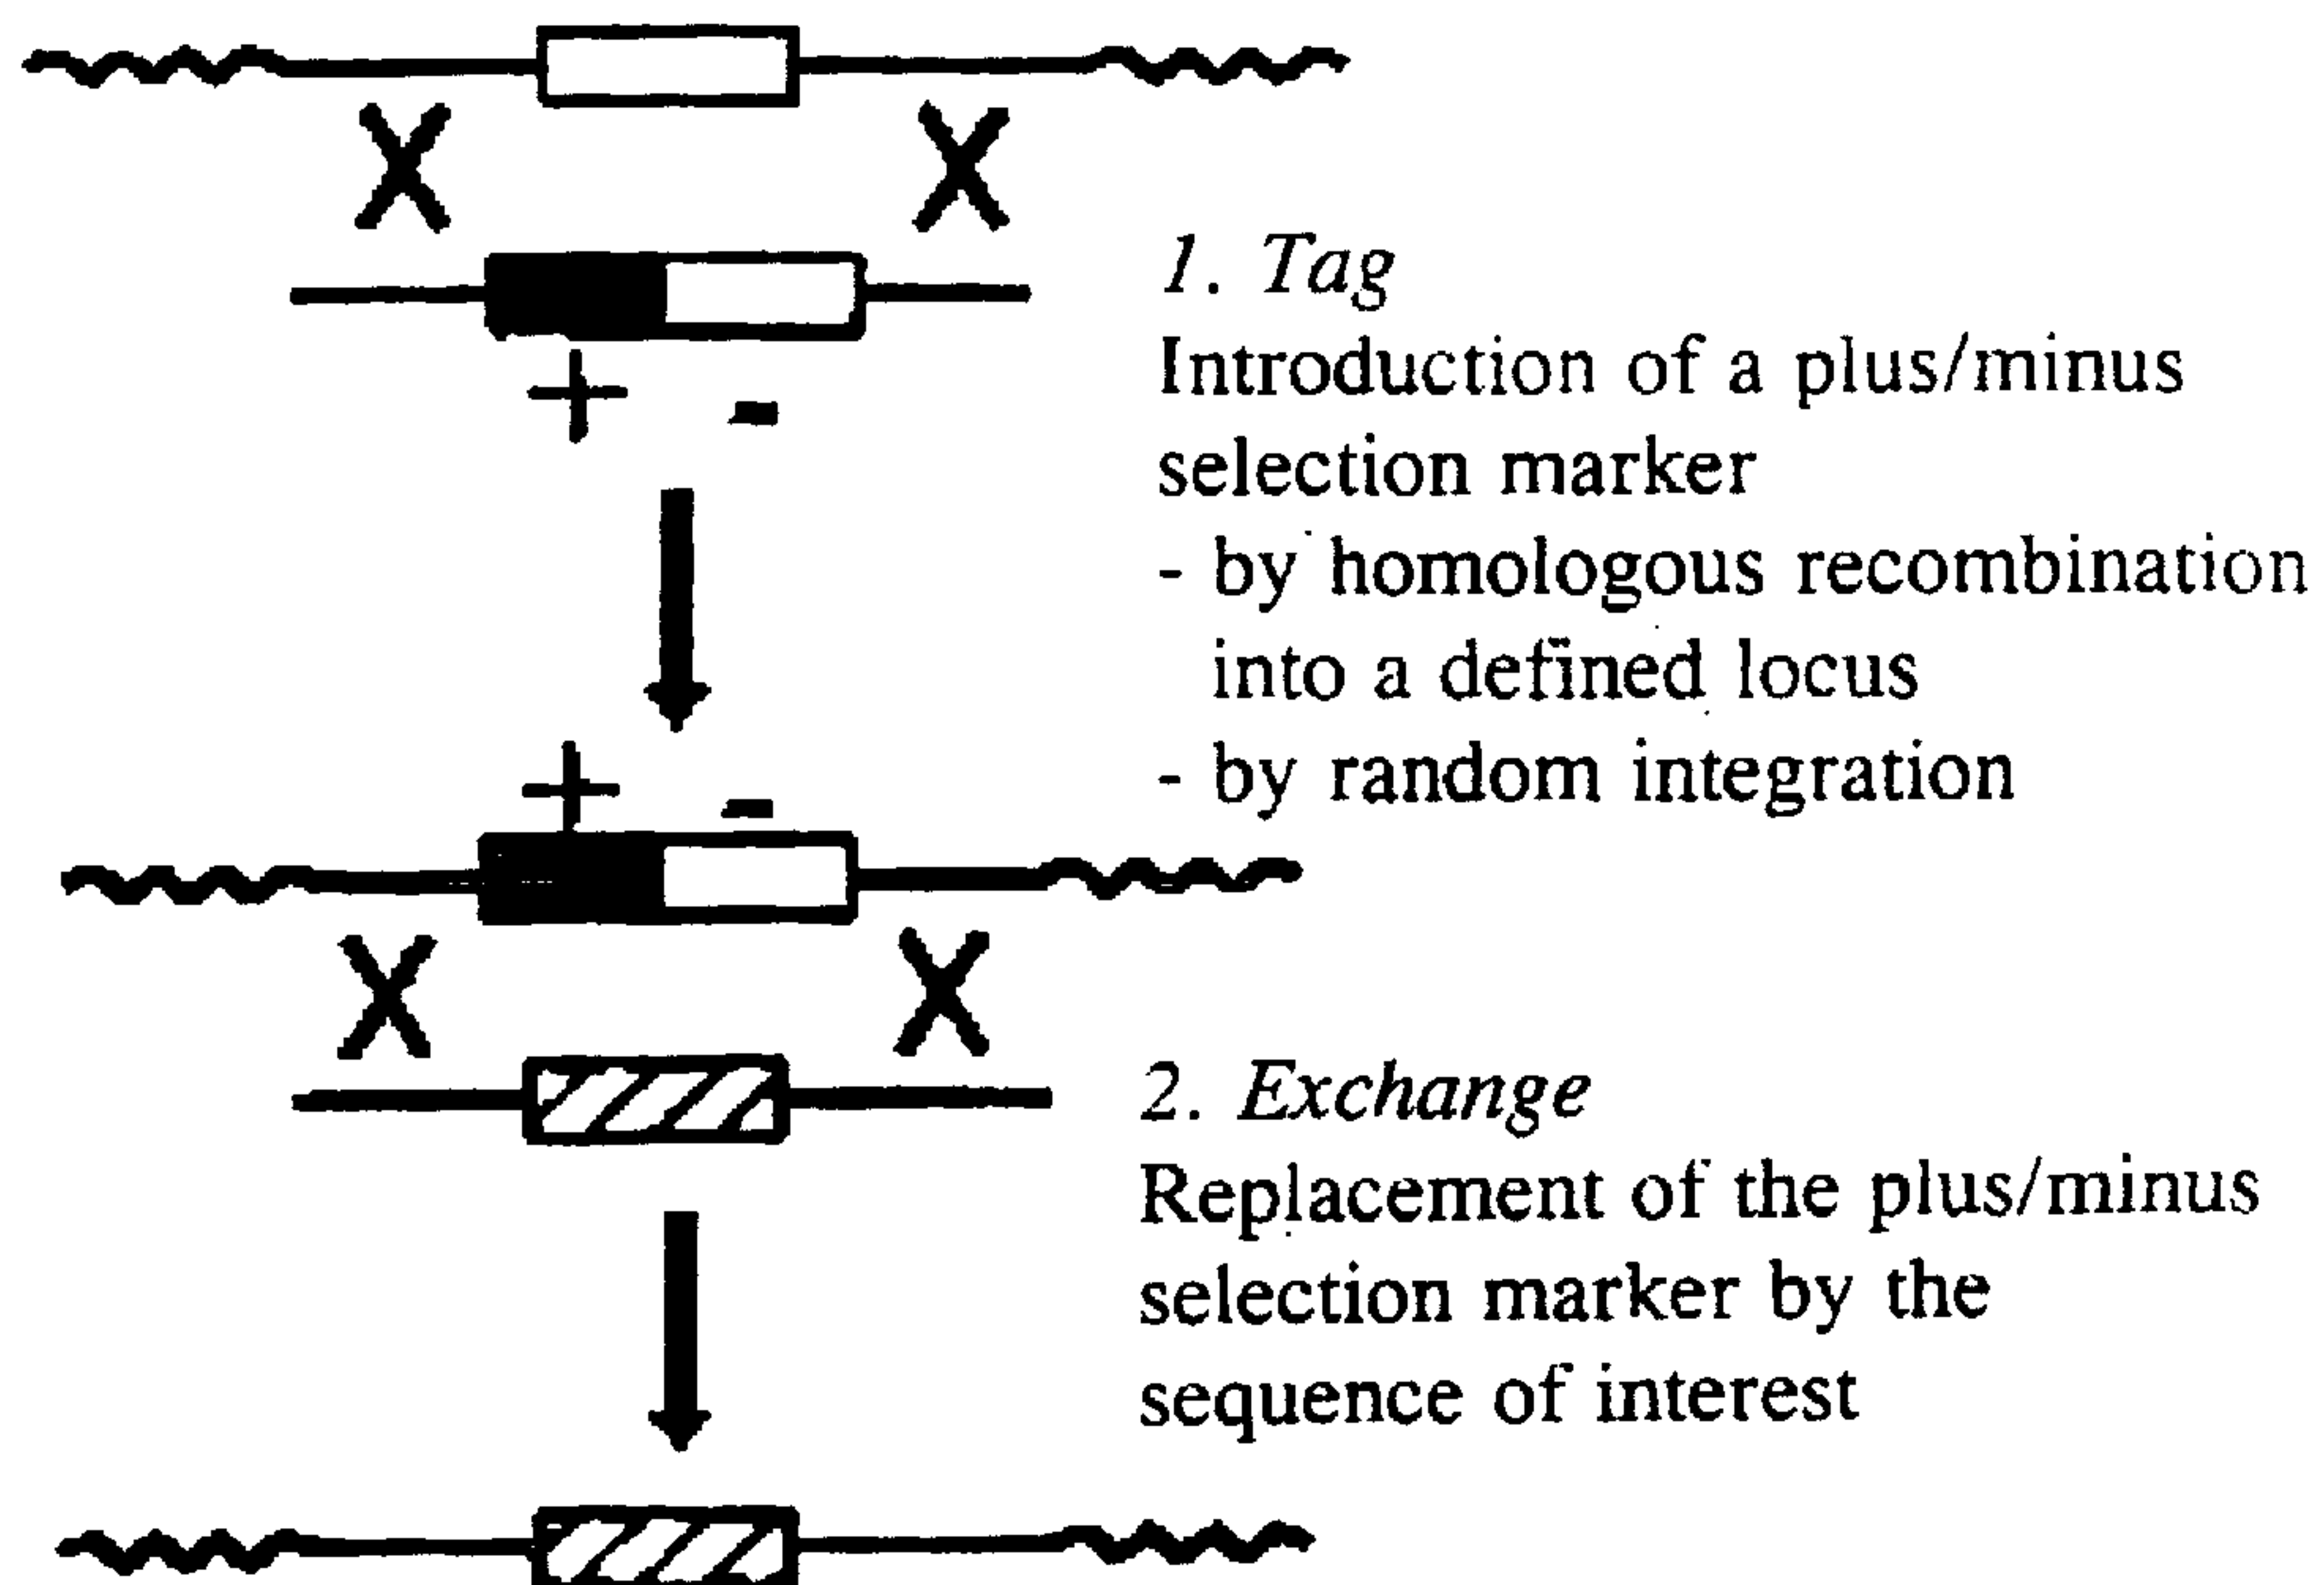 1. Tag
+ -
Introduction of a plus/minus
selection marker
- by homologous recombination
into a defined locus
- by random integration
+ -
2. Exchange
Replacement of the plus/minus
selection marker by the
sequence of interest